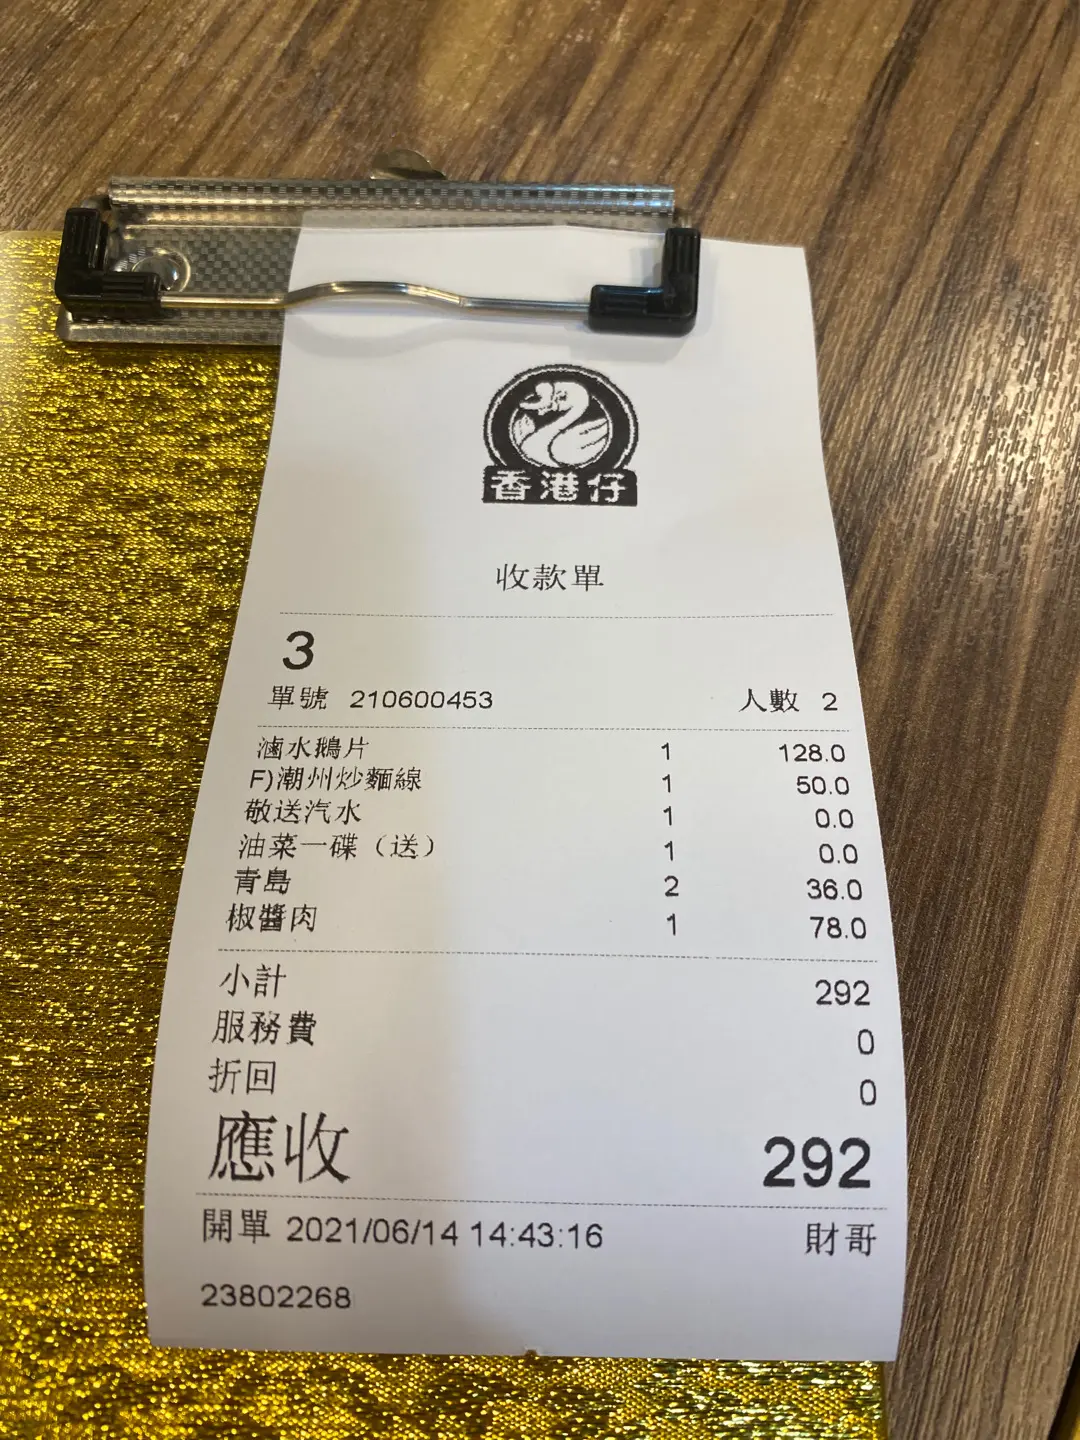 香港仔
收款單
3
單號 210600453 人數 2
滷水鵝片 1 128.0
F)潮州炒麵線 1 50.0
敬送汽水 1 0.0
油菜一碟（送） 1 0.0
青島 2 36.0
椒醬肉 1 78.0
小計 292
服務費 0
折回 0
應收 292
開單 2021/06/14 14:43:16 財哥
23802268